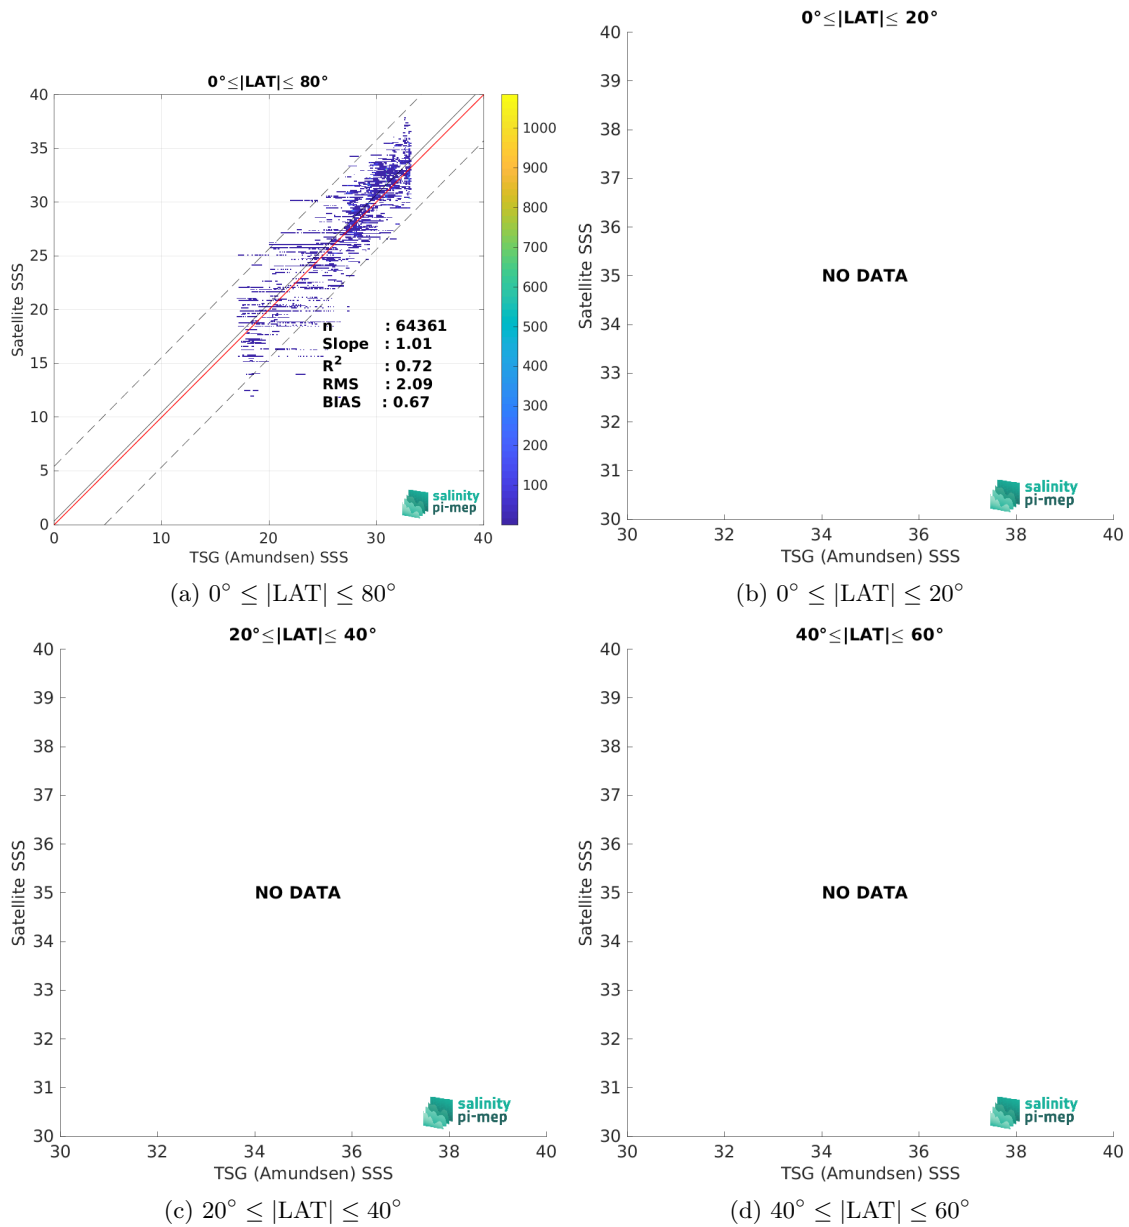 0°≤|LAT|≤ 80°
40
35
30
25
20
15
10
5
0
Satellite SSS
0
10
20
30
40
TSG (Amundsen) SSS
n : 64361
Slope : 1.01
R² : 0.72
RMS : 2.09
BIAS : 0.67
1000
900
800
700
600
500
400
300
200
100
salinity
pi-mep
(a) 0° ≤ |LAT| ≤ 80°
0°≤|LAT|≤ 20°
40
39
38
37
36
35
34
33
32
31
30
Satellite SSS
NO DATA
salinity
pi-mep
30
32
34
36
38
40
TSG (Amundsen) SSS
(b) 0° ≤ |LAT| ≤ 20°
20°≤|LAT|≤ 40°
40
39
38
37
36
35
34
33
32
31
30
Satellite SSS
NO DATA
salinity
pi-mep
30
32
34
36
38
40
TSG (Amundsen) SSS
(c) 20° ≤ |LAT| ≤ 40°
40°≤|LAT|≤ 60°
40
39
38
37
36
35
34
33
32
31
30
Satellite SSS
NO DATA
salinity
pi-mep
30
32
34
36
38
40
TSG (Amundsen) SSS
(d) 40° ≤ |LAT| ≤ 60°